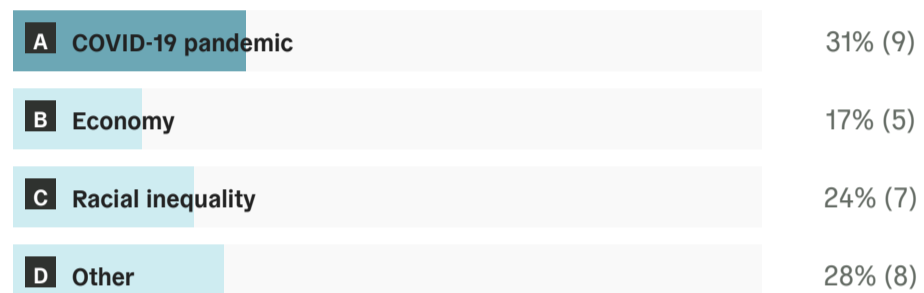 A COVID-19 pandemic 31% (9)
B Economy 17% (5)
C Racial inequality 24% (7)
D Other 28% (8)